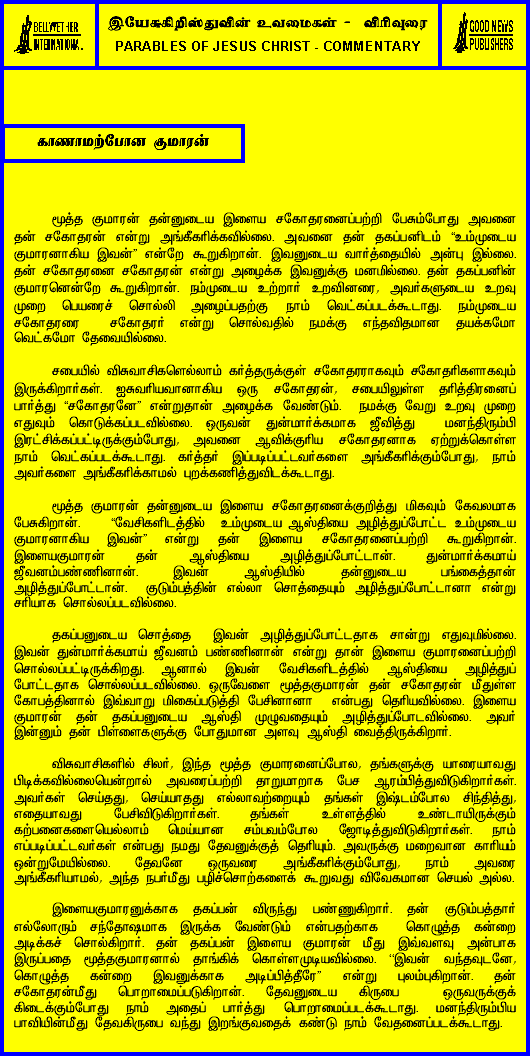 BELLWETHER
INTERNATIONAL
இயேசுகிறிஸ்துவின் உவமைகள் - விரிவுரை
PARABLES OF JESUS CHRIST - COMMENTARY
GOOD NEWS
PUBLISHERS
காணாமற்போன குமாரன்
மூத்த குமாரன் தன்னுடைய இளைய சகோதரனைப்பற்றி பேசும்போது அவனை
தன் சகோதரன் என்று அங்கீகரிக்கவில்லை. அவனை தன் தகப்பனிடம் “உம்முடைய
குமாரனாகிய இவன்” என்றே கூறுகிறான். இவனுடைய வார்த்தையில் அன்பு இல்லை.
தன் சகோதரனை சகோதரன் என்று அழைக்க இவனுக்கு மனமில்லை. தன் தகப்பனின்
குமாரனென்றே கூறுகிறான். நம்முடைய உற்றார் உறவினரை, அவர்களுடைய உறவு
முறை பெயரைச் சொல்லி அழைப்பதற்கு நாம் வெட்கப்படக்கூடாது. நம்முடைய
சகோதரரை சகோதரர் என்று சொல்வதில் நமக்கு எந்தவிதமான தயக்கமோ
வெட்கமோ தேவையில்லை.
சபையில் விசுவாசிகளெல்லாம் கர்த்தருக்குள் சகோதரராகவும் சகோதரிகளாகவும்
இருக்கிறார்கள். ஐசுவரியவானாகிய ஒரு சகோதரன், சபையிலுள்ள தரித்திரனைப்
பார்த்து “சகோதரனே” என்றுதான் அழைக்க வேண்டும். நமக்கு வேறு உறவு முறை
எதுவும் கொடுக்கப்படவில்லை. ஒருவன் துன்மார்க்கமாக ஜீவித்து மனந்திரும்பி
இரட்சிக்கப்பட்டிருக்கும்போது, அவனை ஆவிக்குரிய சகோதரனாக ஏற்றுக்கொள்ள
நாம் வெட்கப்படக்கூடாது. கர்த்தர் இப்படிப்பட்டவர்களை அங்கீகரிக்கும்போது, நாம்
அவர்களை அங்கீகரிக்காமல் புறக்கணித்துவிடக்கூடாது.
மூத்த குமாரன் தன்னுடைய இளைய சகோதரனைக்குறித்து மிகவும் கேவலமாக
பேசுகிறான். “வேசிகளிடத்தில் உம்முடைய ஆஸ்தியை அழித்துப்போட்ட உம்முடைய
குமாரனாகிய இவன்” என்று தன் இளைய சகோதரனைப்பற்றி கூறுகிறான்.
இளையகுமாரன் தன் ஆஸ்தியை அழித்துப்போட்டான். துன்மார்க்கமாய்
ஜீவனம்பண்ணினான். இவன் ஆஸ்தியில் தன்னுடைய பங்கைத்தான்
அழித்துப்போட்டான். குடும்பத்தின் எல்லா சொத்தையும் அழித்துப்போட்டானா என்று
சரியாக சொல்லப்படவில்லை.
தகப்பனுடைய சொத்தை இவன் அழித்துப்போட்டதாக சான்று எதுவுமில்லை.
இவன் துன்மார்க்கமாய் ஜீவனம் பண்ணினான் என்று தான் இளைய குமாரனைப்பற்றி
சொல்லப்பட்டிருக்கிறது. ஆனால் இவன் வேசிகளிடத்தில் ஆஸ்தியை அழித்துப்
போட்டதாக சொல்லப்படவில்லை. ஒருவேளை மூத்தகுமாரன் தன் சகோதரன் மீதுள்ள
கோபத்தினால் இவ்வாறு மிகைப்படுத்தி பேசினானா என்பது தெரியவில்லை. இளைய
குமாரன் தன் தகப்பனுடைய ஆஸ்தி முழுவதையும் அழித்துப்போடவில்லை. அவர்
இன்னும் தன் பிள்ளைகளுக்கு போதுமான அளவு ஆஸ்தி வைத்திருக்கிறார்.
விசுவாசிகளில் சிலர், இந்த மூத்த குமாரனைப்போல, தங்களுக்கு யாரையாவது
பிடிக்கவில்லையென்றால் அவரைப்பற்றி தாறுமாறாக பேச ஆரம்பித்துவிடுகிறார்கள்.
அவர்கள் செய்தது, செய்யாதது எல்லாவற்றையும் தங்கள் இஷ்டம்போல சிந்தித்து,
எதையாவது பேசிவிடுகிறார்கள். தங்கள் உள்ளத்தில் உண்டாயிருக்கும்
கற்பனைகளையெல்லாம் மெய்யான சம்பவம்போல ஜோடித்துவிடுகிறார்கள். நாம்
எப்படிப்பட்டவர்கள் என்பது நமது தேவனுக்குத் தெரியும். அவருக்கு மறைவான காரியம்
ஒன்றுமேயில்லை. தேவனே ஒருவரை அங்கீகரிக்கும்போது, நாம் அவரை
அங்கீகரியாமல், அந்த நபர்மீது பழிச்சொற்களைக் கூறுவது விவேகமான செயல் அல்ல.
இளையகுமாரனுக்காக தகப்பன் விருந்து பண்ணுகிறார். தன் குடும்பத்தார்
எல்லோரும் சந்தோஷமாக இருக்க வேண்டும் என்பதற்காக கொழுத்த கன்றை
அடிக்கச் சொல்கிறார். தன் தகப்பன் இளைய குமாரன் மீது இவ்வளவு அன்பாக
இருப்பதை மூத்தகுமாரனால் தாங்கிக் கொள்ளமுடியவில்லை. “இவன் வந்தவுடனே,
கொழுத்த கன்றை இவனுக்காக அடிப்பித்தீரே” என்று புலம்புகிறான். தன்
சகோதரன்மீது பொறாமைப்படுகிறான். தேவனுடைய கிருபை ஒருவருக்குக்
கிடைக்கும்போது நாம் அதைப் பார்த்து பொறாமைப்படக்கூடாது. மனந்திரும்பிய
பாவியின்மீது தேவகிருபை வந்து இறங்குவதைக் கண்டு நாம் வேதனைப்படக்கூடாது.